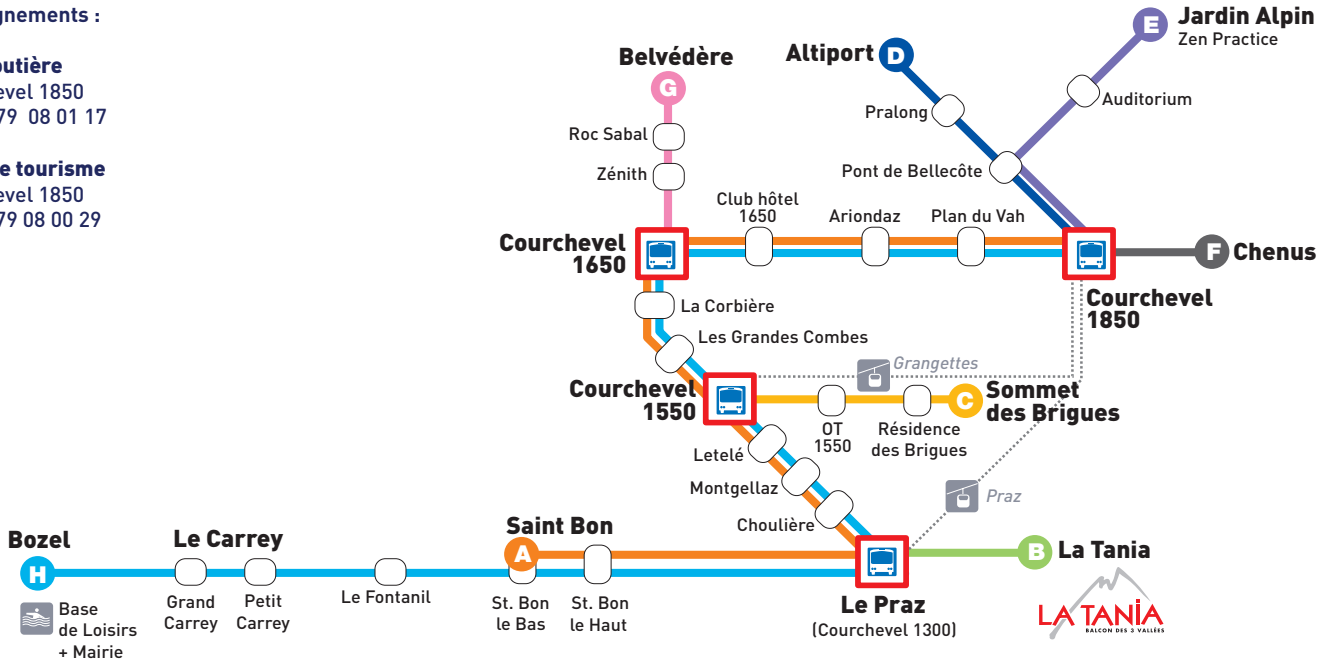 gnements :
outière
evel 1850
79 08 01 17
e tourisme
evel 1850
79 08 00 29
Belvédère
G
Roc Sabal
Zénith
Altiport
D
Pralong
Pont de Bellecôte
E
Jardin Alpin
Zen Practice
Auditorium
Courchevel
1650
Club hôtel
1650
Ariondaz
Plan du Vah
F
Chenus
Courchevel
1850
La Corbière
Les Grandes Combes
Grangettes
Courchevel
1550
OT
1550
Résidence
des Brigues
C
Sommet
des Brigues
Letelé
Montgellaz
Choulière
Praz
Bozel
H
Base
de Loisirs
+ Mairie
Le Carrey
Grand
Carrey
Petit
Carrey
Le Fontanil
Saint Bon
A
St. Bon
le Bas
St. Bon
le Haut
Le Praz
(Courchevel 1300)
B
La Tania
LA TANIA
BALCON DES 3 VALLÉES